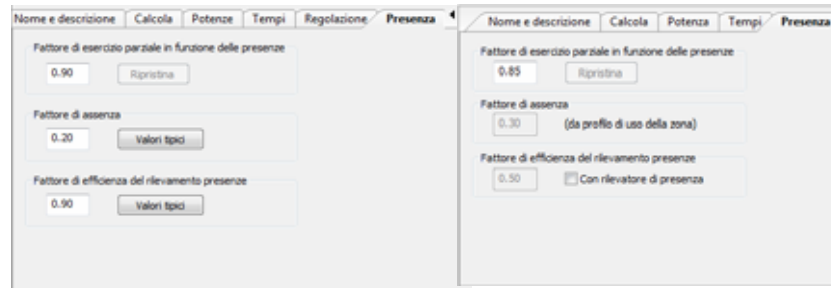 Nome e descrizione Calcola Potenze Tempi Regolazione Presenza
Fattore di esercizio parziale in funzione delle presenze
0.90 Ripristina
Fattore di assenza
0.20 Valori tipici
Fattore di efficienza del rilevamento presenze
0.90 Valori tipici
Nome e descrizione Calcola Potenza Tempi Presenza
Fattore di esercizio parziale in funzione delle presenze
0.85 Ripristina
Fattore di assenza
0.30 (da profilo di uso della zona)
Fattore di efficienza del rilevamento presenze
0.50 Con rilevatore di presenza